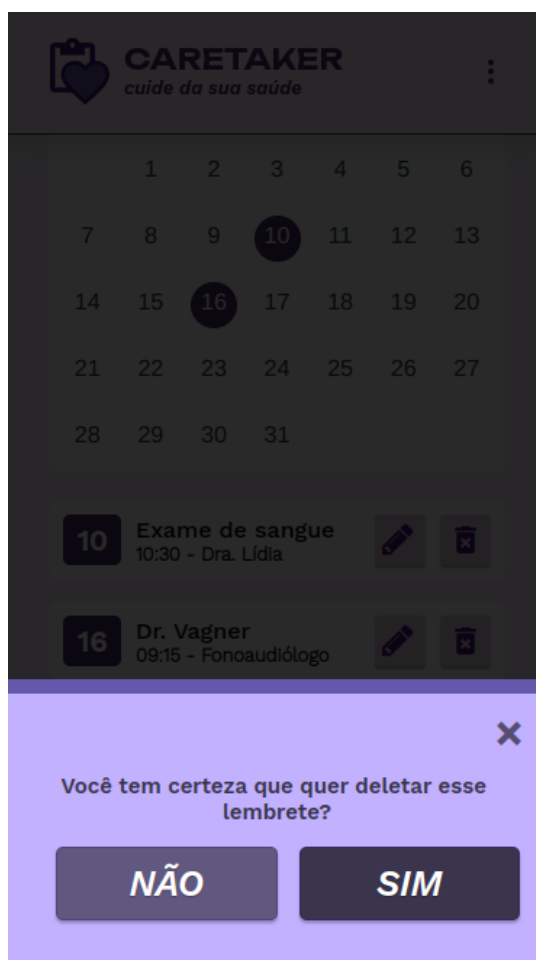 CARETAKER
cuide da sua saúde
1 2 3 4 5 6
7 8 9 10 11 12 13
14 15 16 17 18 19 20
21 22 23 24 25 26 27
28 29 30 31
10 Exame de sangue
10:30 - Dra. Lídia
16 Dr. Vagner
09:15 - Fonoaudiólogo
Você tem certeza que quer deletar esse
lembrete?
NÃO SIM